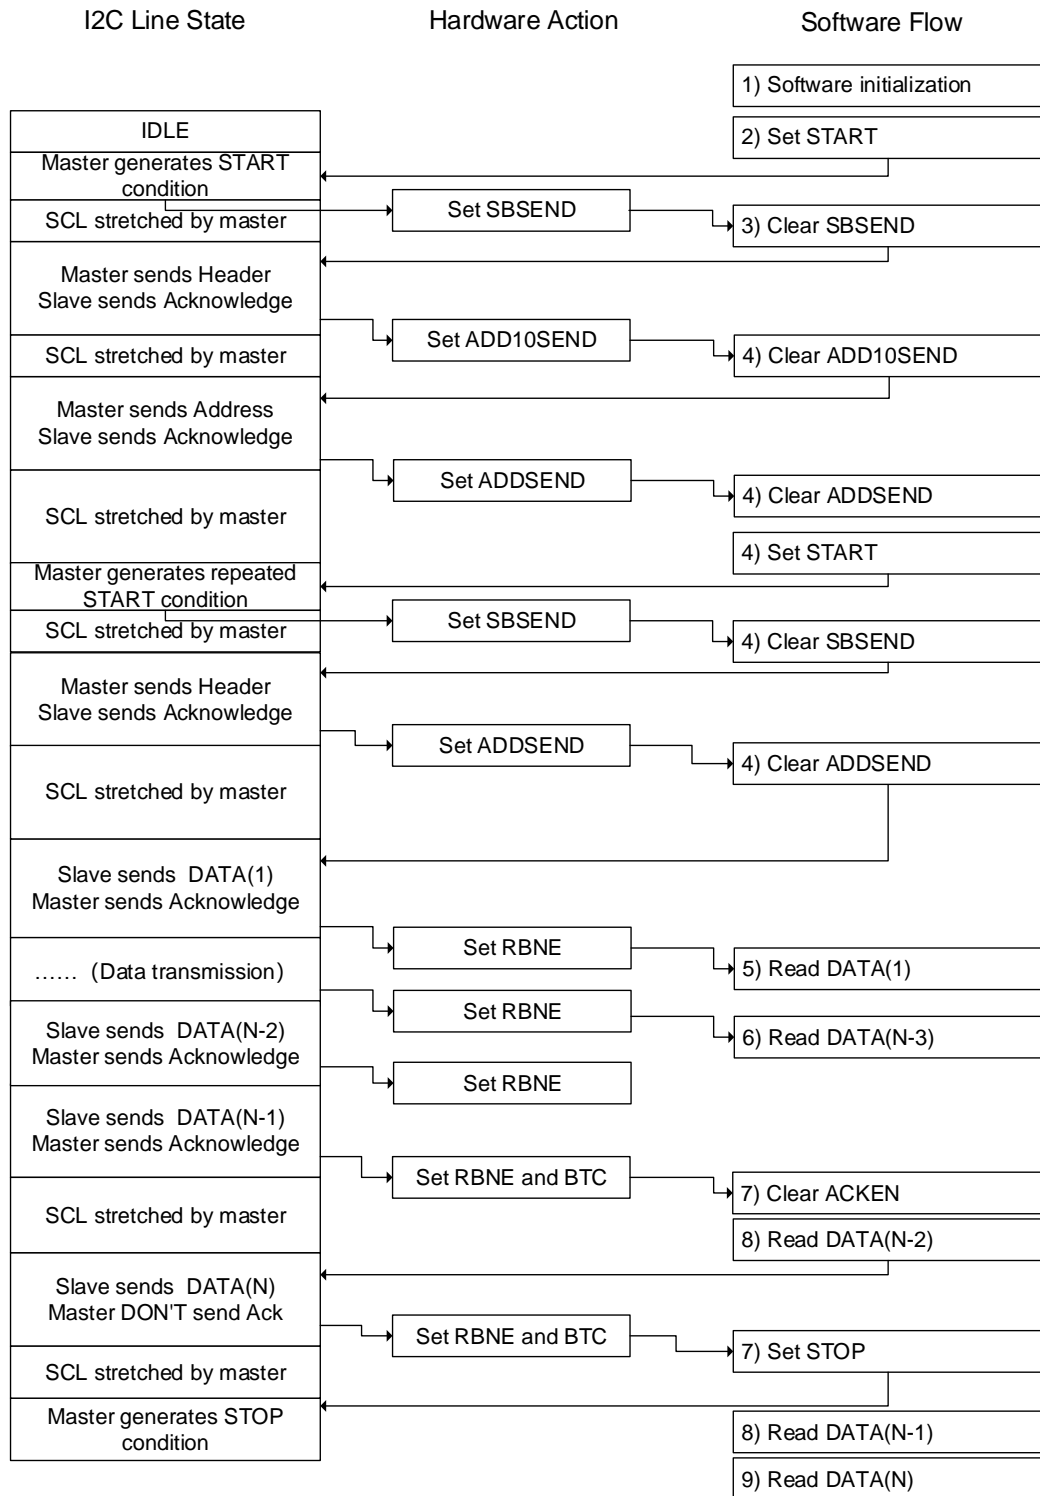 I2C Line State
Hardware Action
Software Flow
1) Software initialization
IDLE
2) Set START
Master generates START
condition
SCL stretched by master
Set SBSEND
3) Clear SBSEND
Master sends Header
Slave sends Acknowledge
Set ADD10SEND
SCL stretched by master
4) Clear ADD10SEND
Master sends Address
Slave sends Acknowledge
Set ADDSEND
4) Clear ADDSEND
SCL stretched by master
4) Set START
Master generates repeated
START condition
SCL stretched by master
Set SBSEND
4) Clear SBSEND
Master sends Header
Slave sends Acknowledge
Set ADDSEND
4) Clear ADDSEND
SCL stretched by master
Slave sends DATA(1)
Master sends Acknowledge
Set RBNE
5) Read DATA(1)
…… (Data transmission)
Set RBNE
6) Read DATA(N-3)
Slave sends DATA(N-2)
Master sends Acknowledge
Set RBNE
Slave sends DATA(N-1)
Master sends Acknowledge
Set RBNE and BTC
7) Clear ACKEN
SCL stretched by master
8) Read DATA(N-2)
Slave sends DATA(N)
Master DON'T send Ack
Set RBNE and BTC
7) Set STOP
SCL stretched by master
Master generates STOP
condition
8) Read DATA(N-1)
9) Read DATA(N)